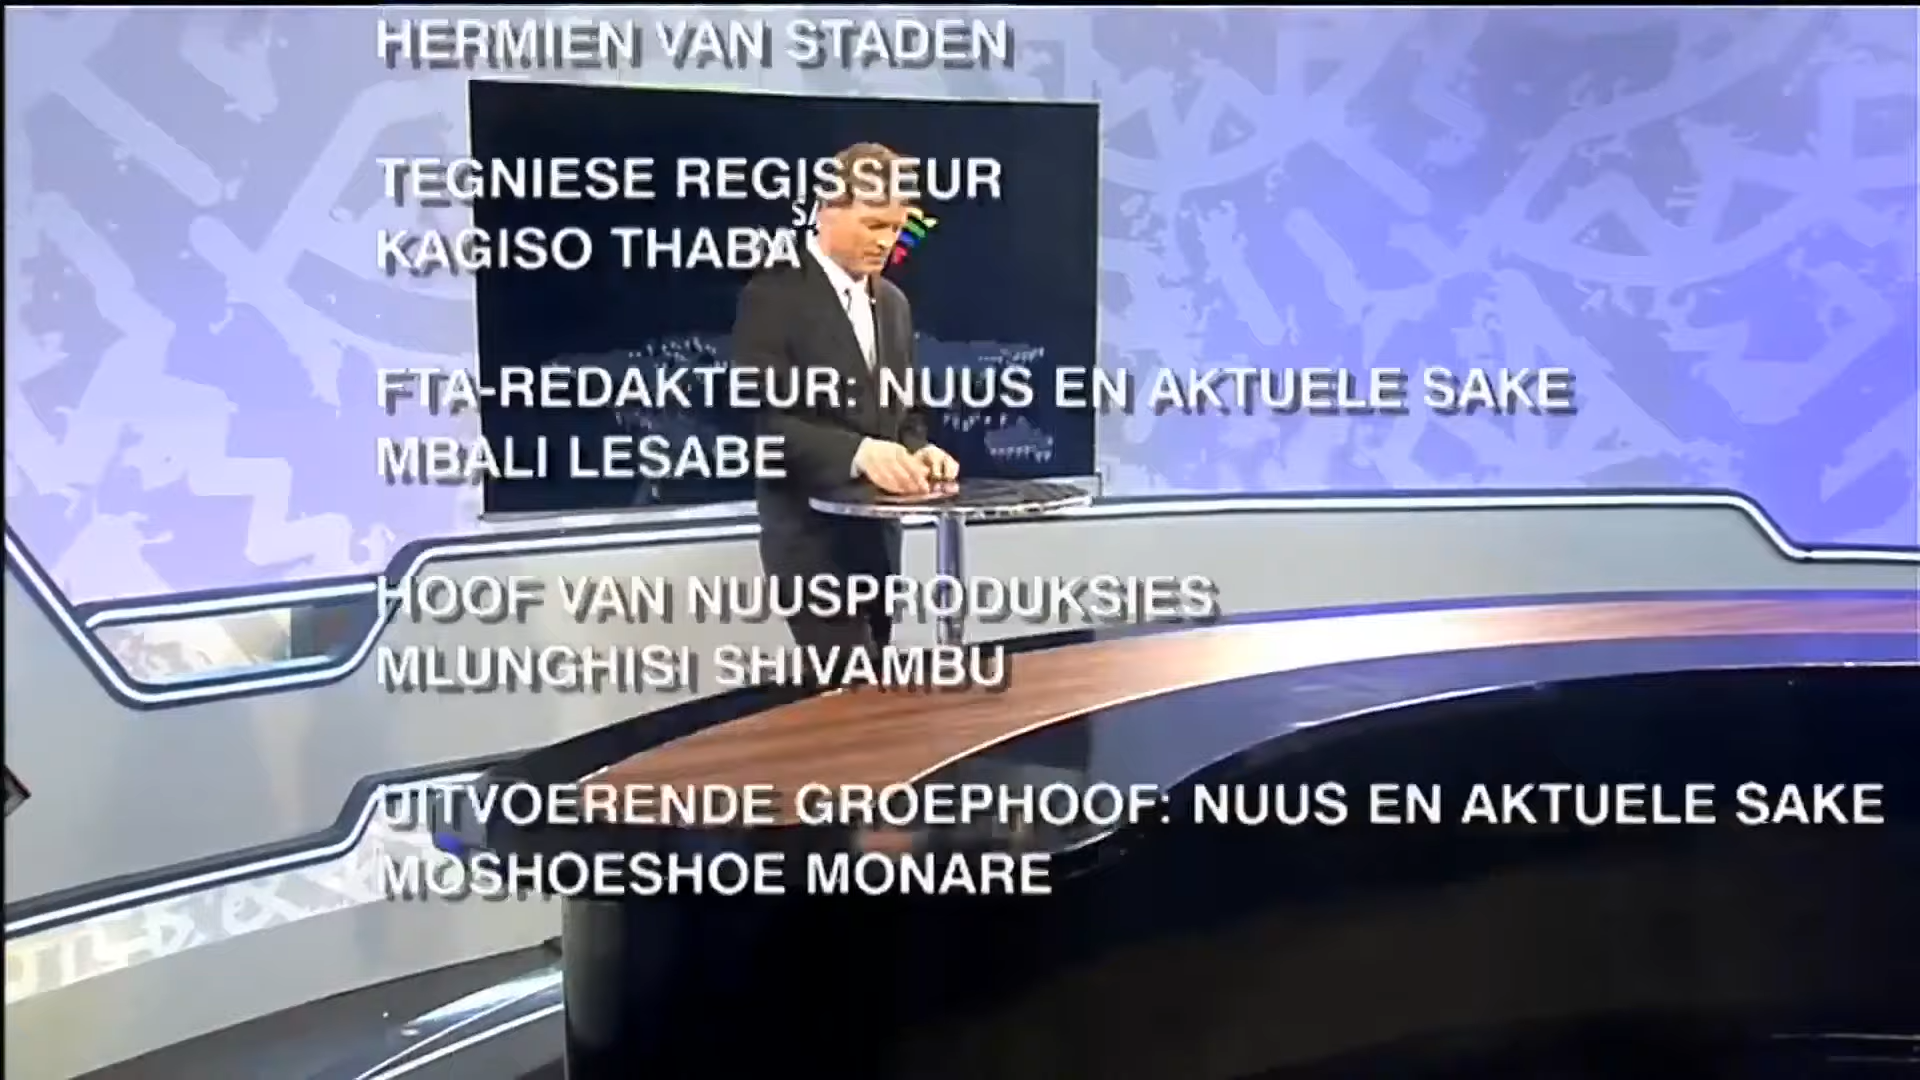 HERMIEN VAN STADEN
TEGNIESE REGISSEUR
KAGISO THABA
FTA-REDAKTEUR: NUUS EN AKTUELE SAKE
MBALI LESABE
HOOF VAN NUUSPRODUKSIES
MLUNGHISI SHIVAMBU
UITVOERENDE GROEPHOOF: NUUS EN AKTUELE SAKE
MOSHOESHOE MONARE